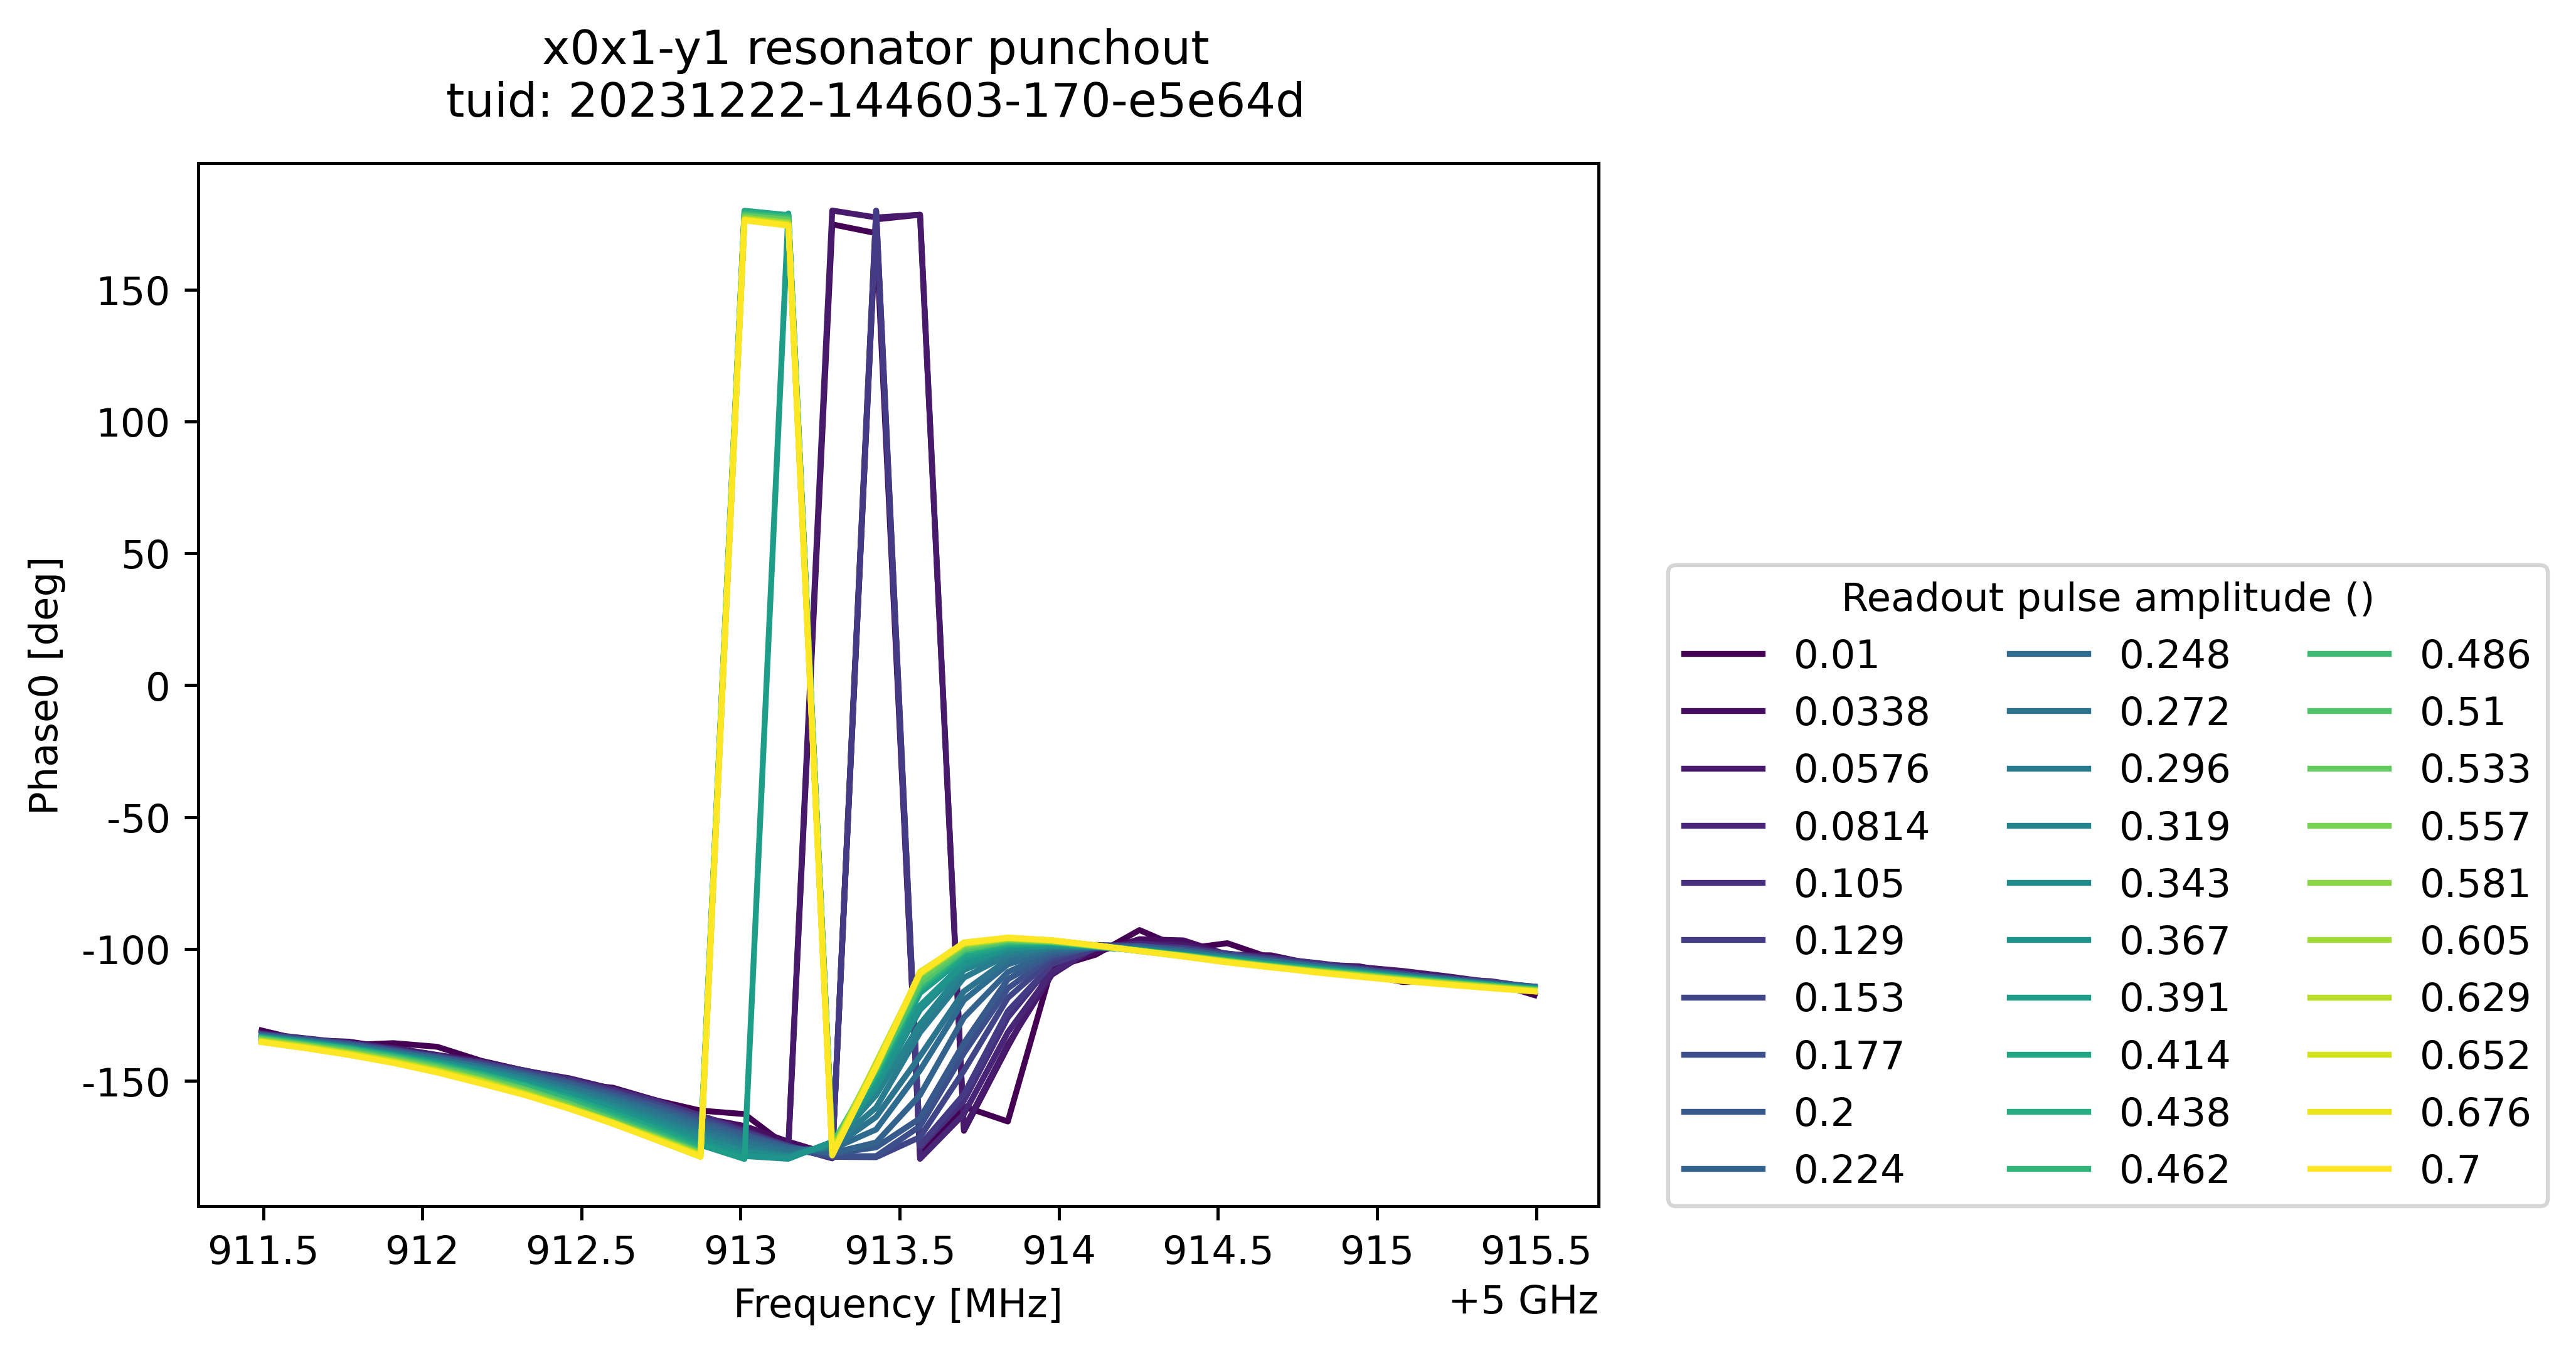 x0x1-y1 resonator punchout
tuid: 20231222-144603-170-e5e64d
Phase0 [deg]
150
100
50
0
-50
-100
-150
911.5 912 912.5 913 913.5 914 914.5 915 915.5
Frequency [MHz]
+5 GHz
Readout pulse amplitude ()
0.01 0.248 0.486
0.0338 0.272 0.51
0.0576 0.296 0.533
0.0814 0.319 0.557
0.105 0.343 0.581
0.129 0.367 0.605
0.153 0.391 0.629
0.177 0.414 0.652
0.2 0.438 0.676
0.224 0.462 0.7